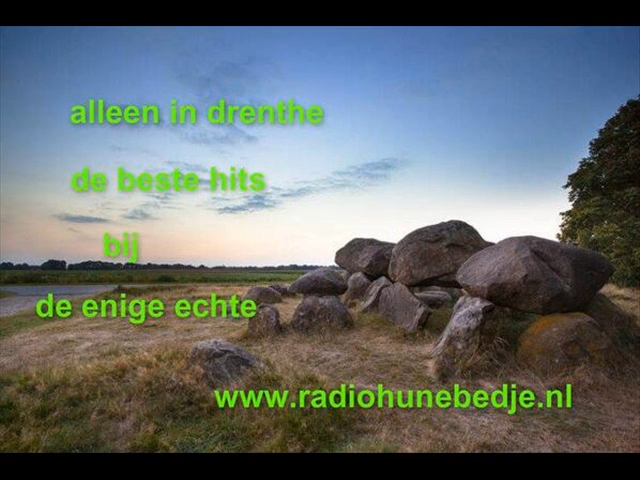 alleen in drenthe
de beste hits
bij
de enige echte
www.radiohunebedje.nl